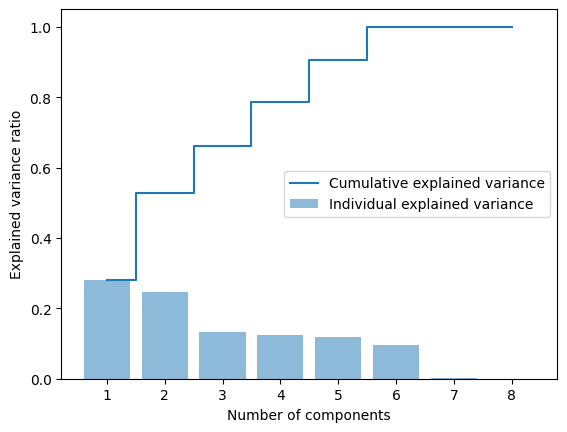 1.0
0.8
0.6
0.4
0.2
0.0
Explained variance ratio
Cumulative explained variance
Individual explained variance
1 2 3 4 5 6 7 8
Number of components